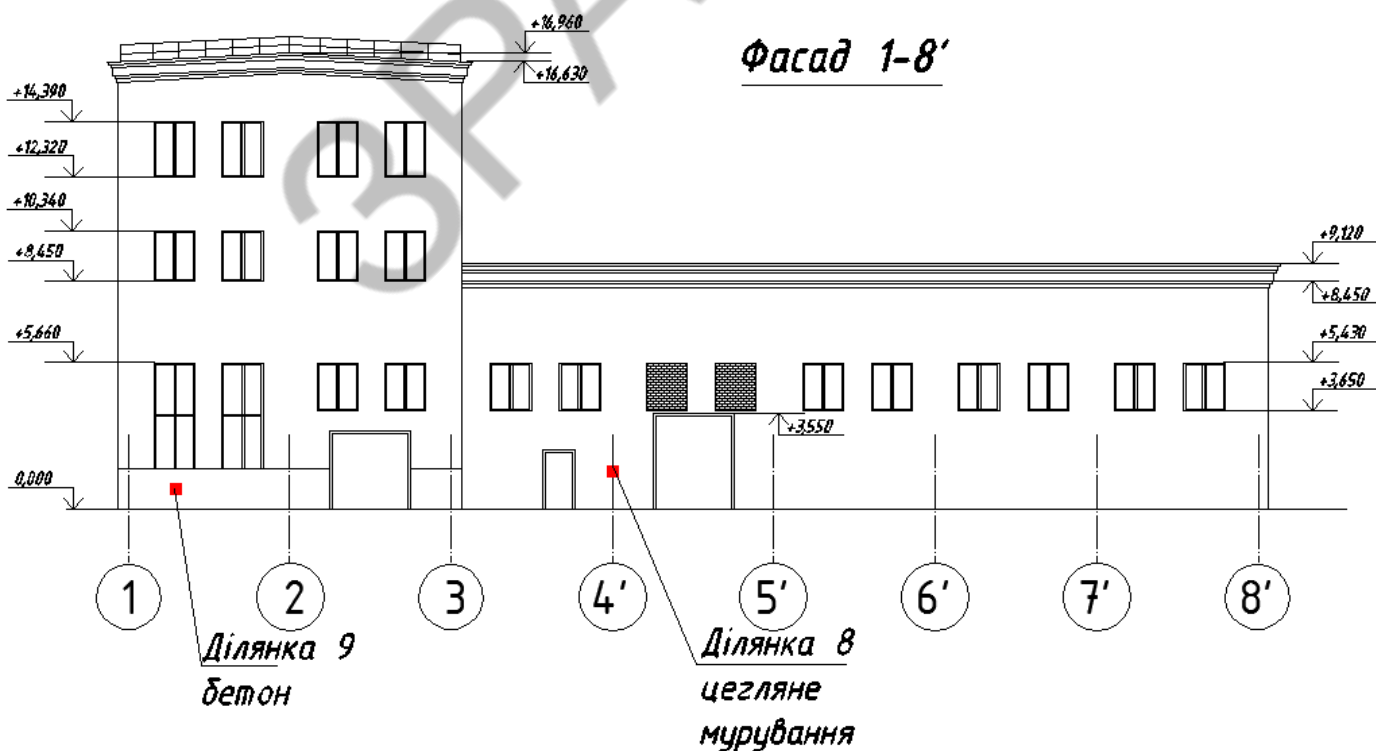 ЗРА
+16,960
Фасад 1-8'
+16,630
+14,390
+12,320
+10,340
+8,450
+9,120
+8,450
+5,660
+5,430
+3,650
+3,550
0,000
1 2 3 4' 5' 6' 7' 8'
Ділянка 9
бетон
Ділянка 8
цегляне
мурування